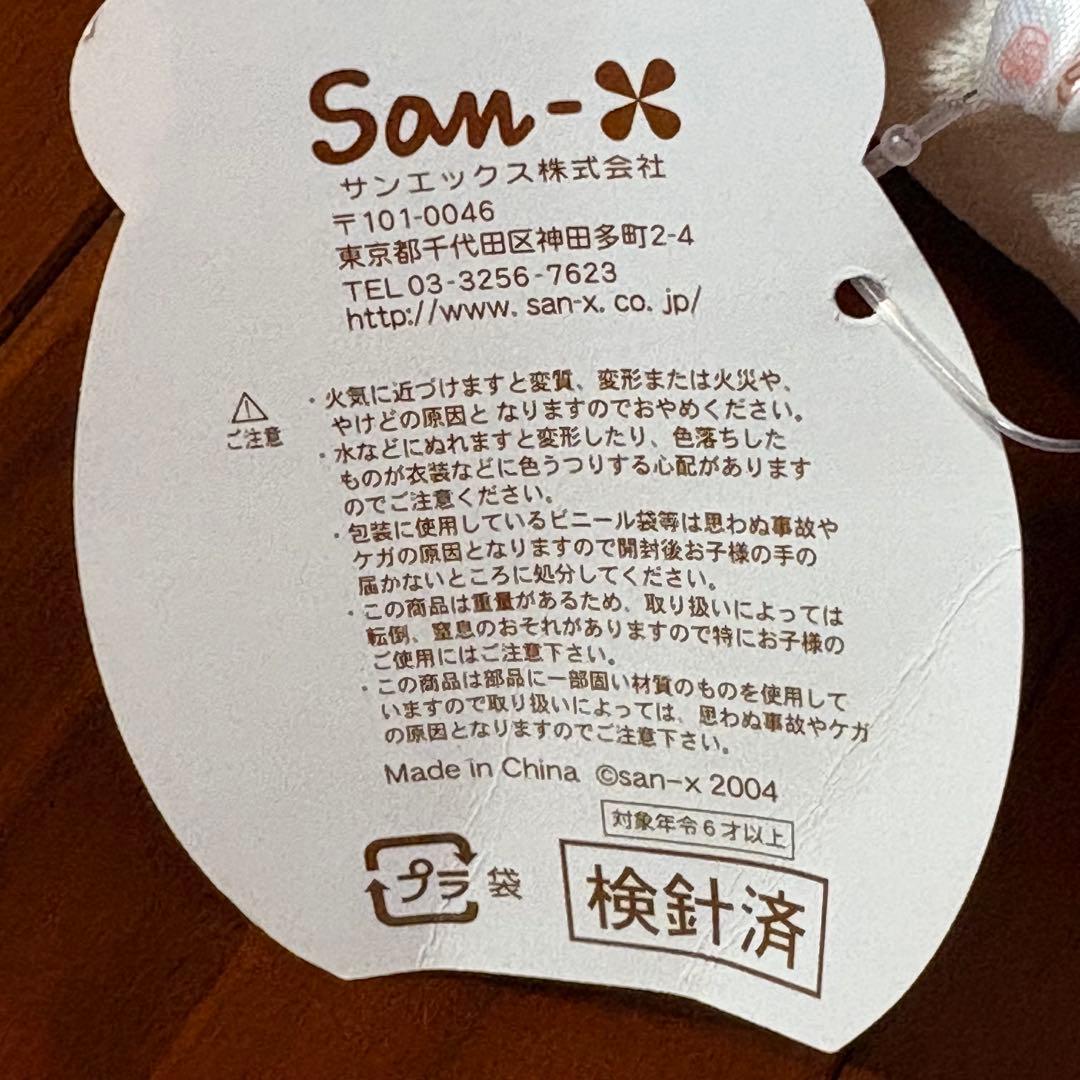 San-X
サンエックス株式会社
〒101-0046
東京都千代田区神田多町2-4
TEL 03-3256-7623
http://www.san-x.co.jp/
ご注意
・火気に近づけますと変質、変形または火災や、
やけどの原因と なりますのでおやめください。
・水などにぬれますと変形したり、色落ちした
ものが衣装などに色うつりする心配があります
のでご注意ください。
・包装に使用しているビニール袋等は思わぬ事故や
ケガの原因となりますので開封後お子様の手の
届かないところに処分してください。
・この商品は重量があるため、取り扱いによっては
転倒、窒息のおそれがありますので特にお子様の
ご使用にはご注意下さい。
・この商品は部品に一部固い材質のものを使用して
いますので取り扱いによっては、思わぬ事故やケガ
の原因となりますのでご注意下さい。
Made in China ©san-x 2004
対象年令6才以上
プラ 袋
検針済